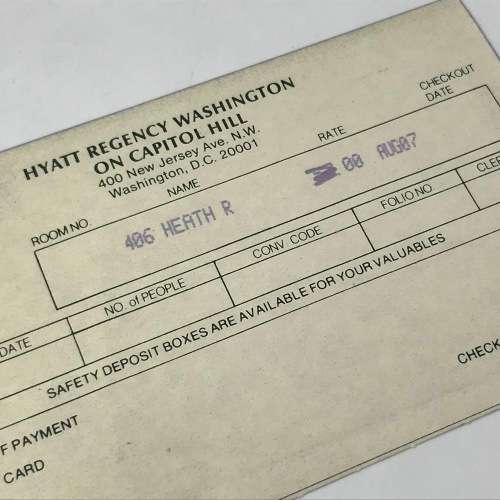 HYATT REGENCY WASHINGTON
ON CAPITOL HILL
400 New Jersey Ave, N.W.
Washington, D.C. 20001
ROOM NO. NAME RATE CHECKOUT DATE
406 HEATH R 00 AUG07
DATE NO. of PEOPLE CONV. CODE FOLIO NO.
SAFETY DEPOSIT BOXES ARE AVAILABLE FOR YOUR VALUABLES
F PAYMENT CHECK
CARD